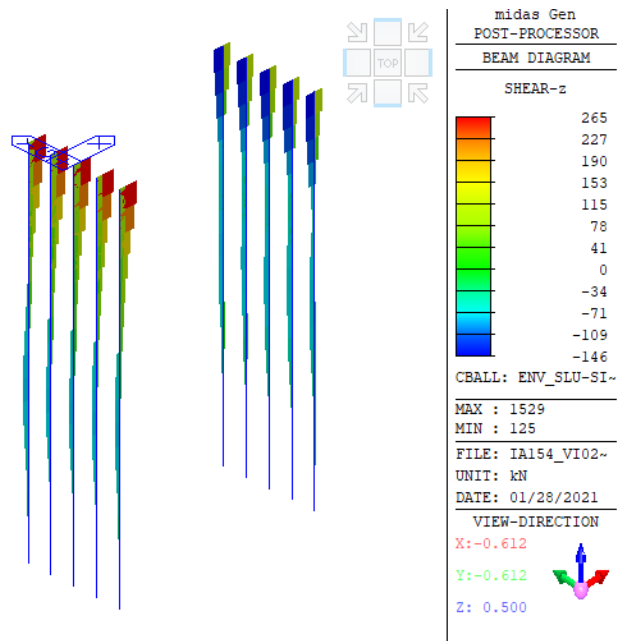 midas Gen
POST-PROCESSOR
BEAM DIAGRAM
SHEAR-z
265
227
190
153
115
78
41
0
-34
-71
-109
-146
CBALL: ENV_SLU-SI~
MAX : 1529
MIN : 125
FILE: IA154_VI02~
UNIT: kN
DATE: 01/28/2021
VIEW-DIRECTION
X:-0.612
Y:-0.612
Z: 0.500
TOP